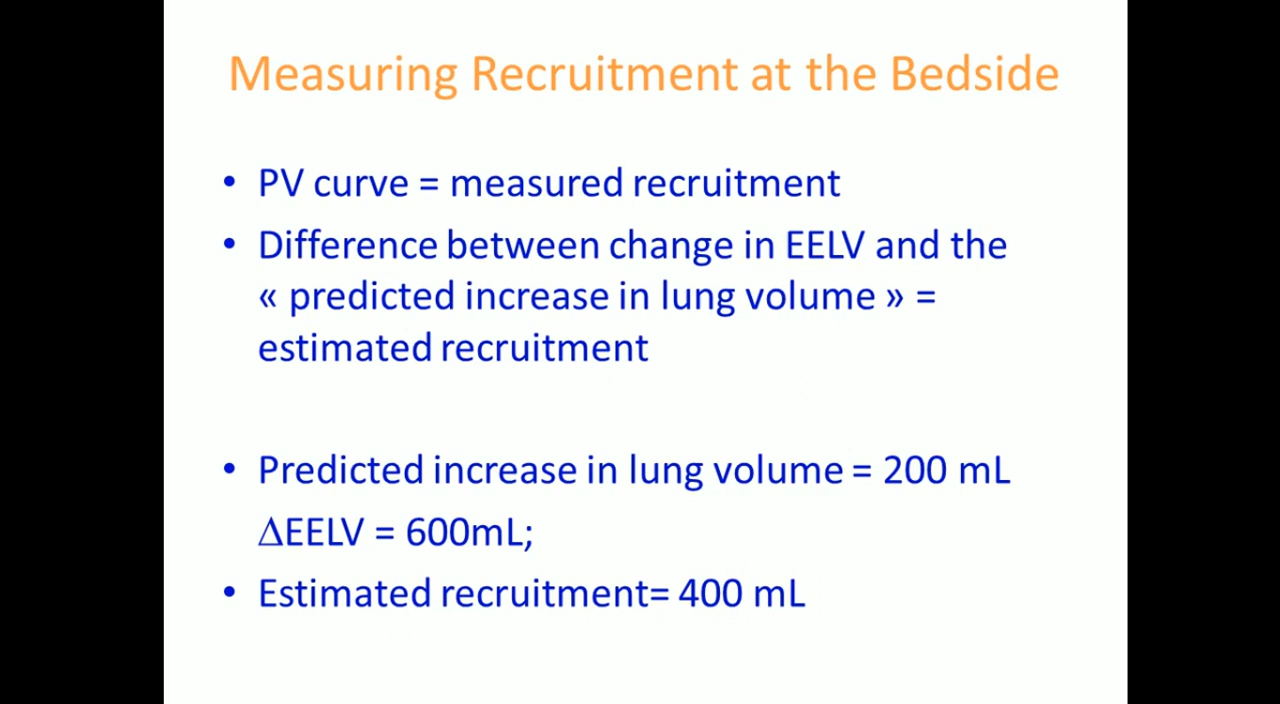 Measuring Recruitment at the Bedside
• PV curve = measured recruitment
• Difference between change in EELV and the
« predicted increase in lung volume » =
estimated recruitment
• Predicted increase in lung volume = 200 mL
ΔEELV = 600mL;
• Estimated recruitment= 400 mL